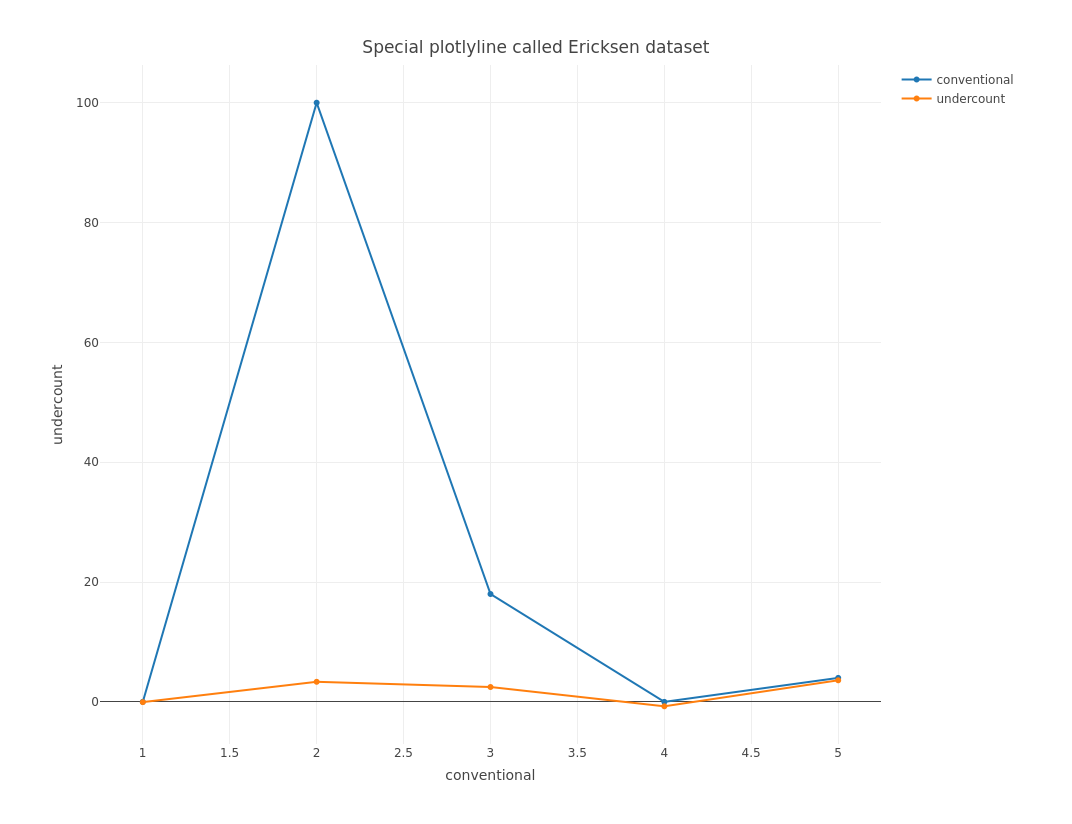 Special plotlyline called Ericksen dataset
conventional
undercount
100
80
60
40
20
0
undercount
1 1.5 2 2.5 3 3.5 4 4.5 5
conventional